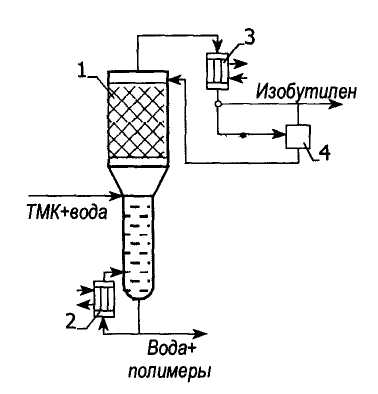 3
1
Изобутилен
4
ТМК+вода
2
Вода+
полимеры